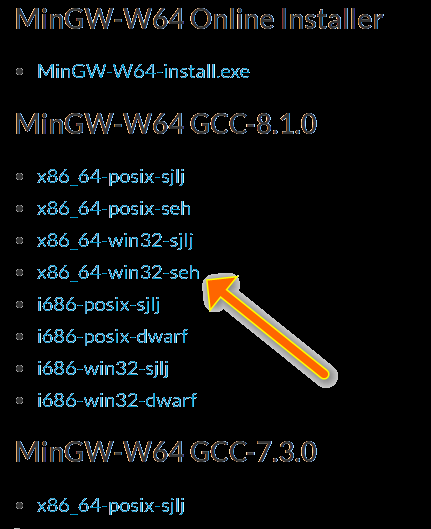 MinGW-W64 Online Installer
MinGW-W64-install.exe
MinGW-W64 GCC-8.1.0
x86_64-posix-sjlj
x86_64-posix-seh
x86_64-win32-sjlj
x86_64-win32-seh
i686-posix-sjlj
i686-posix-dwarf
i686-win32-sjlj
i686-win32-dwarf
MinGW-W64 GCC-7.3.0
x86_64-posix-sjlj